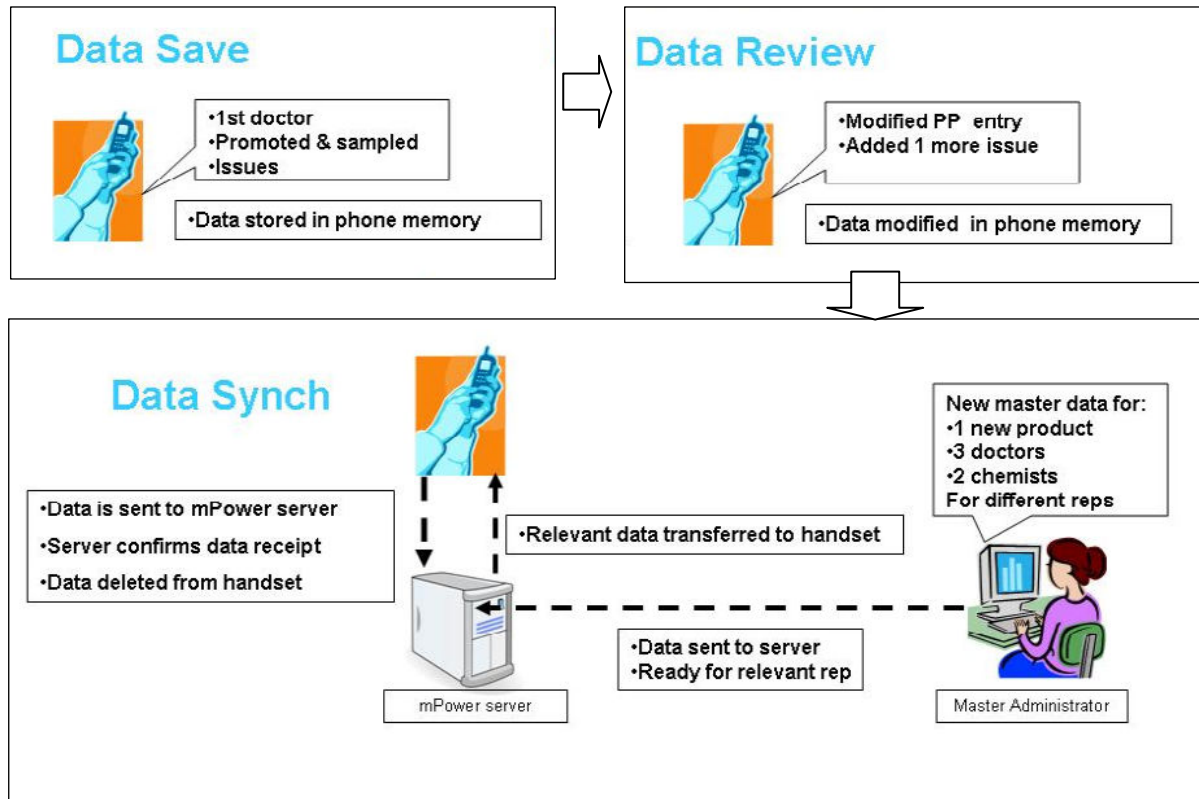 Data Save
•1st doctor
•Promoted & sampled
•Issues
•Data stored in phone memory
Data Review
•Modified PP entry
•Added 1 more issue
•Data modified in phone memory
Data Synch
•Data is sent to mPower server
•Server confirms data receipt
•Data deleted from handset
•Relevant data transferred to handset
New master data for:
•1 new product
•3 doctors
•2 chemists
For different reps
•Data sent to server
•Ready for relevant rep
mPower server
Master Administrator